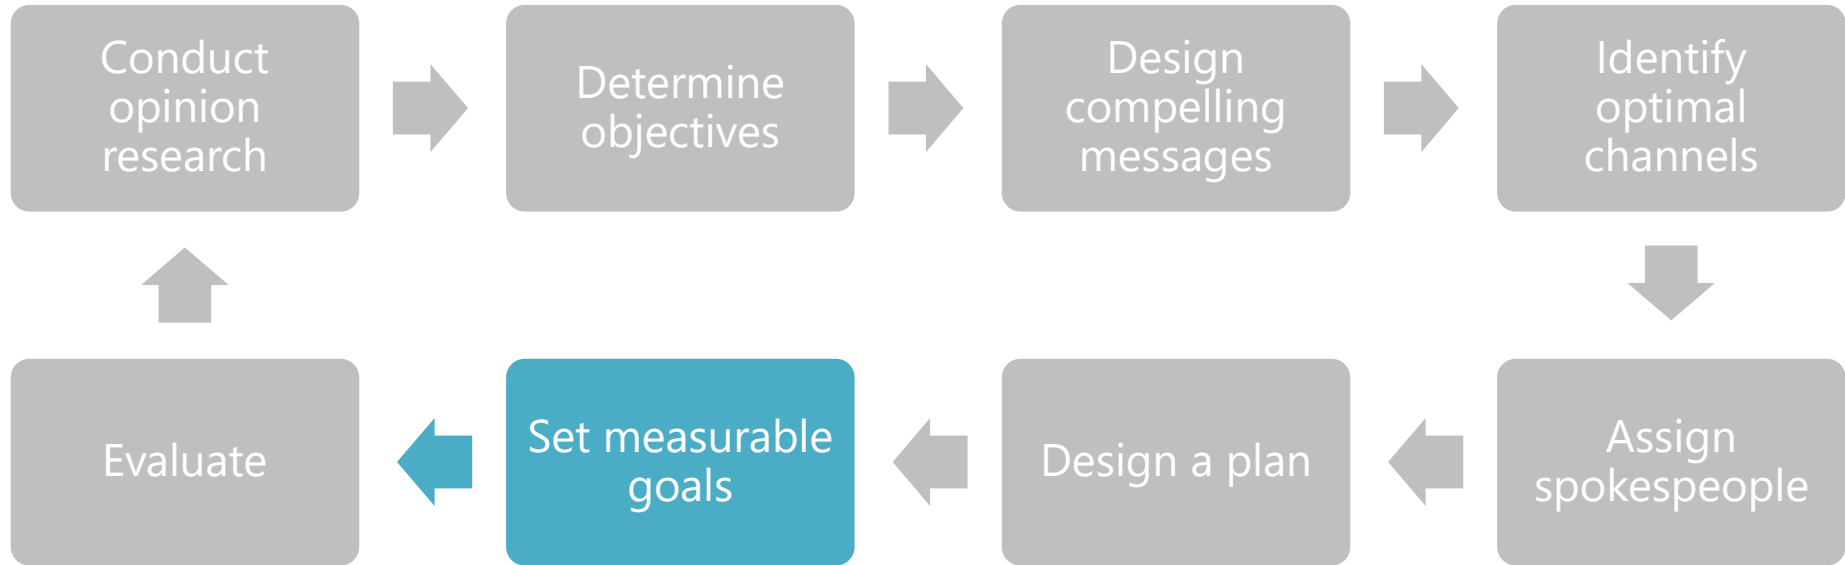 Conduct
opinion
research
Determine
objectives
Design
compelling
messages
Identify
optimal
channels
Assign
spokespeople
Design a plan
Set measurable
goals
Evaluate